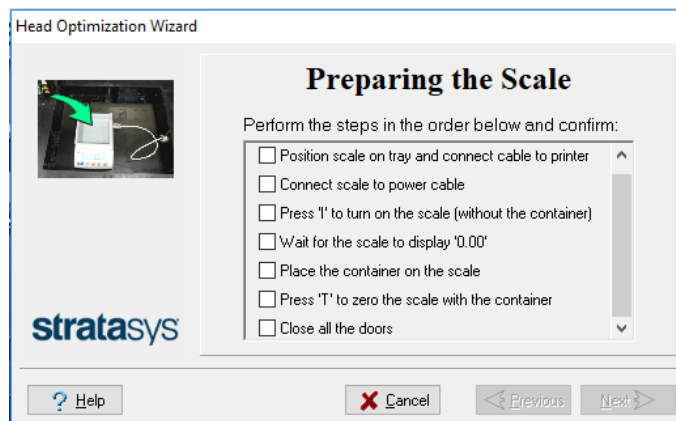 Head Optimization Wizard
Preparing the Scale
Perform the steps in the order below and confirm:
Position scale on tray and connect cable to printer
Connect scale to power cable
Press 'I' to turn on the scale (without the container)
Wait for the scale to display '0.00'
Place the container on the scale
Press 'T' to zero the scale with the container
Close all the doors
stratasys
? Help
Cancel
Previous
Next